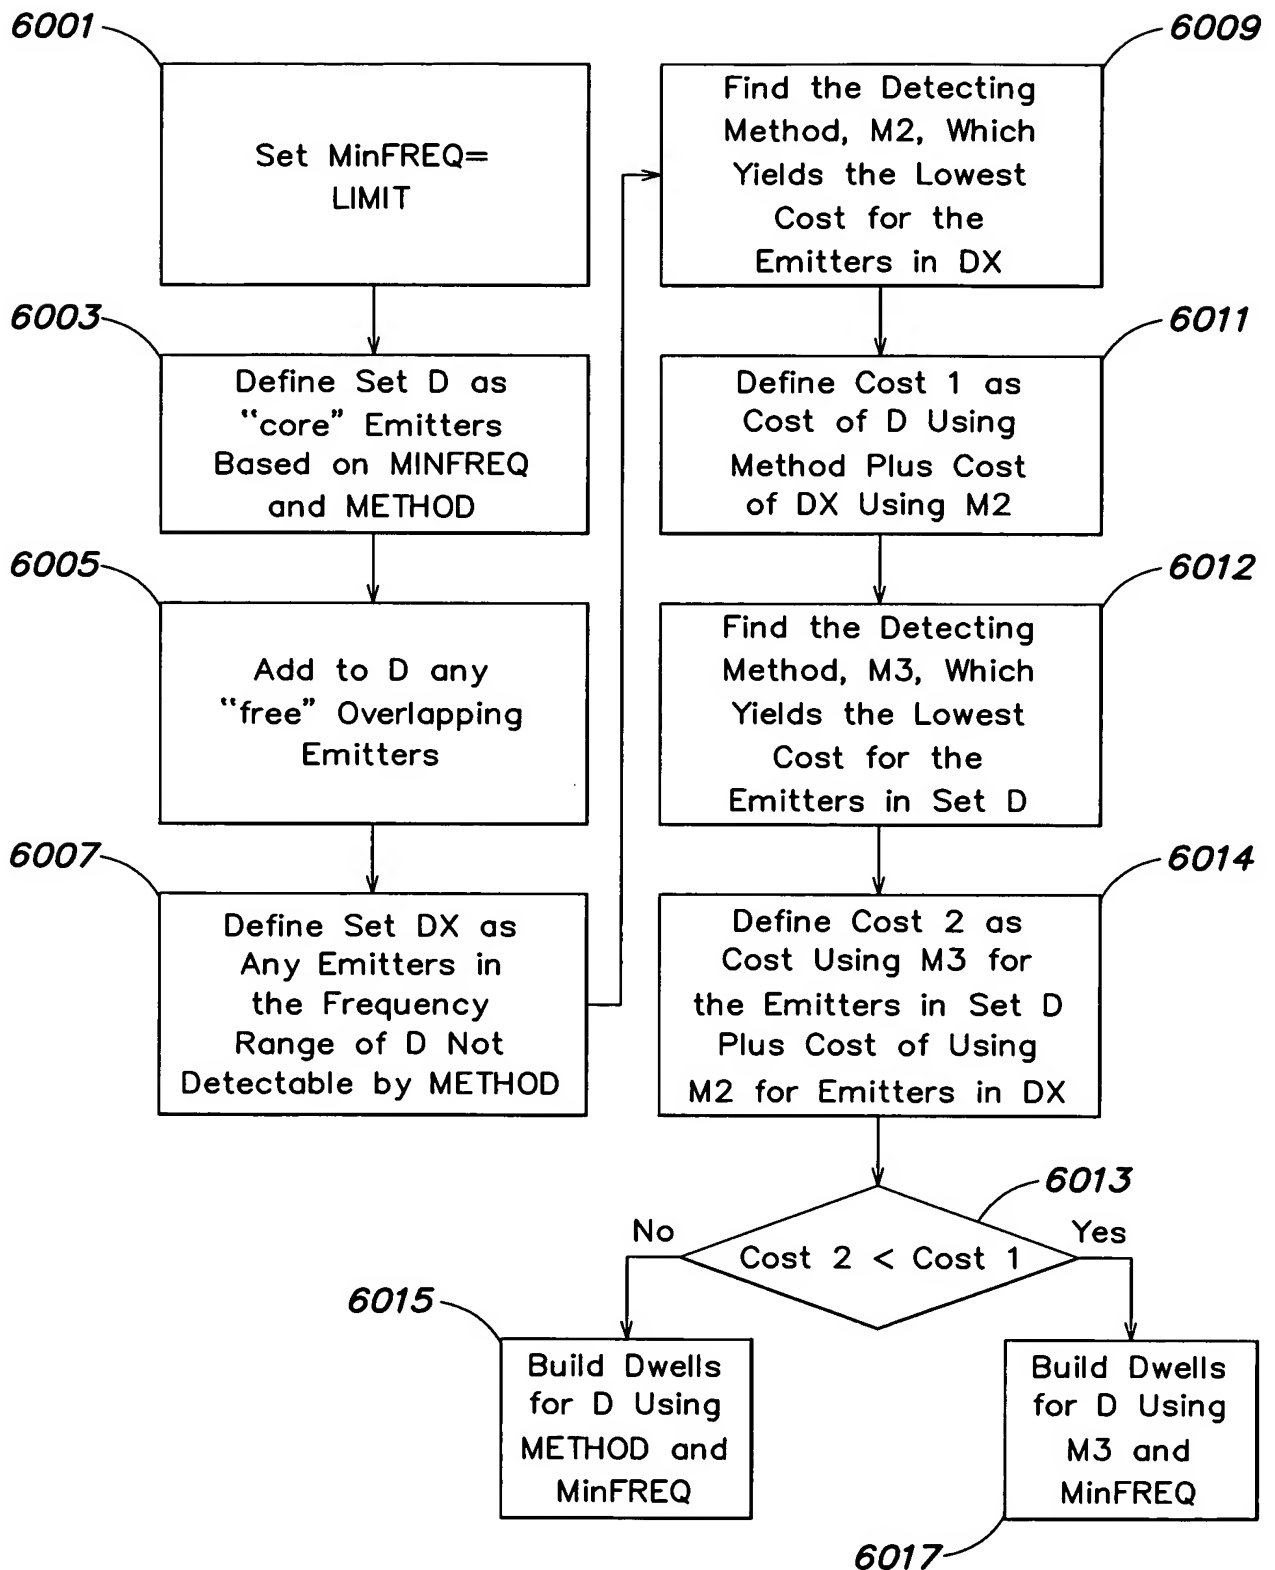 6001
Set MinFREQ=
LIMIT
6003
Define Set D as
“core” Emitters
Based on MINFREQ
and METHOD
6005
Add to D any
“free” Overlapping
Emitters
6007
Define Set DX as
Any Emitters in
the Frequency
Range of D Not
Detectable by METHOD
6009
Find the Detecting
Method, M2, Which
Yields the Lowest
Cost for the
Emitters in DX
6011
Define Cost 1 as
Cost of D Using
Method Plus Cost
of DX Using M2
6012
Find the Detecting
Method, M3, Which
Yields the Lowest
Cost for the
Emitters in Set D
6014
Define Cost 2 as
Cost Using M3 for
the Emitters in Set D
Plus Cost of Using
M2 for Emitters in DX
6013
No
Yes
Cost 2 < Cost 1
6015
Build Dwells
for D Using
METHOD and
MinFREQ
Build Dwells
for D Using
M3 and
MinFREQ
6017